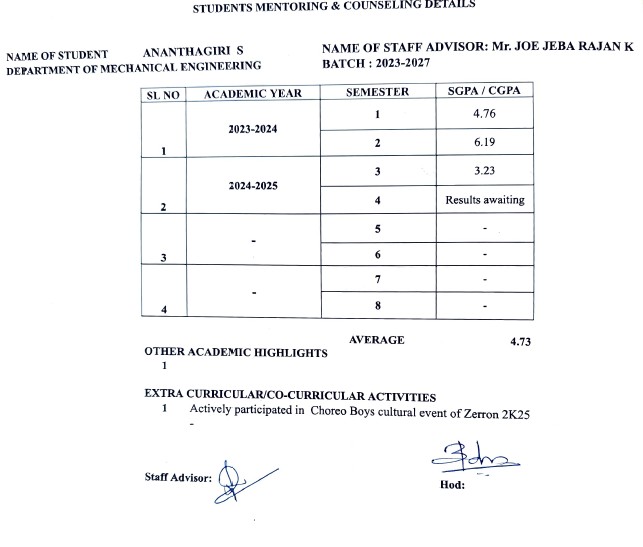 STUDENTS MENTORING & COUNSELING DETAILS
NAME OF STUDENT ANANTHAGIRI S NAME OF STAFF ADVISOR: Mr. JOE JEBA RAJAN K
DEPARTMENT OF MECHANICAL ENGINEERING BATCH : 2023-2027
SL NO ACADEMIC YEAR SEMESTER SGPA / CGPA
1 2023-2024 1 4.76
2 6.19
2 2024-2025 3 3.23
4 Results awaiting
3 - 5 -
6 -
4 - 7 -
8 -
AVERAGE 4.73
OTHER ACADEMIC HIGHLIGHTS
1
EXTRA CURRICULAR/CO-CURRICULAR ACTIVITIES
1 Actively participated in Choreo Boys cultural event of Zerron 2K25
-
Staff Advisor:
Hod: